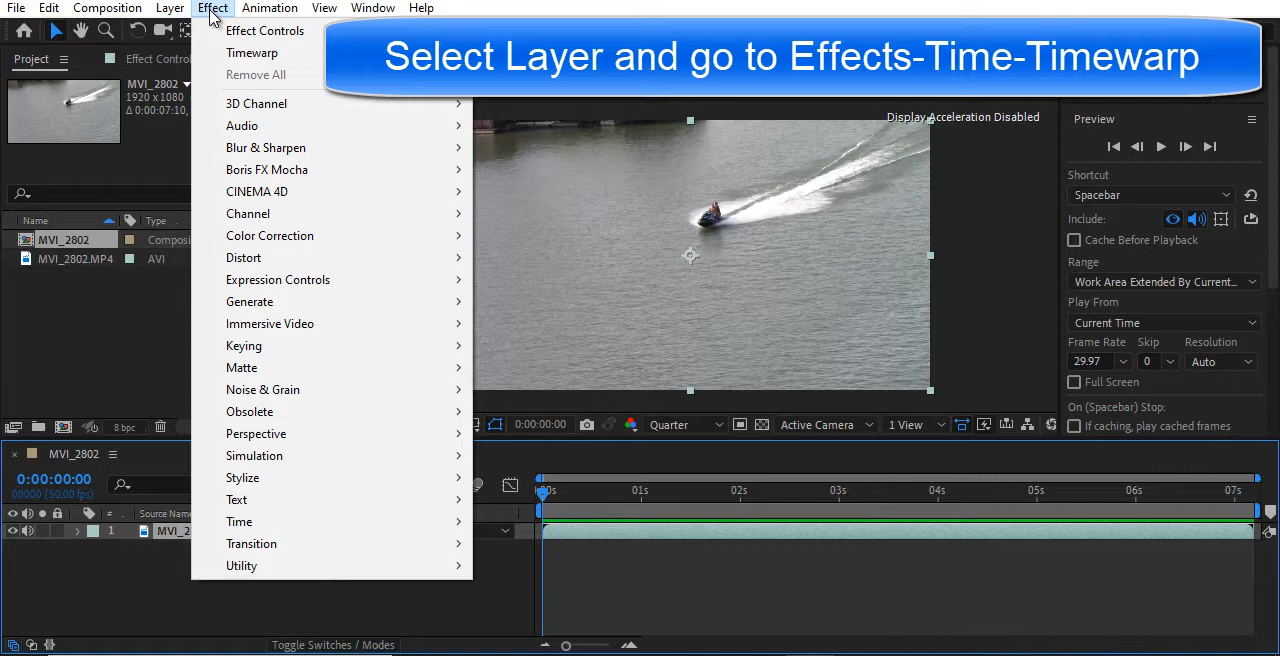 File Edit Composition Layer Effect Animation View Window Help
Select Layer and go to Effects-Time-Timewarp
Project
Effect Control
MVI_2802
1920 x 1080
Δ 0:00:07:10,
Name Type
MVI_2802 Composi
MVI_2802.MP4 AVI
8 bpc
Effect Controls
Timewarp
Remove All
3D Channel
Audio
Blur & Sharpen
Boris FX Mocha
CINEMA 4D
Channel
Color Correction
Distort
Expression Controls
Generate
Immersive Video
Keying
Matte
Noise & Grain
Obsolete
Perspective
Simulation
Stylize
Text
Time
Transition
Utility
Display Acceleration Disabled
0:00:00:00 Quarter Active Camera 1 View
Preview
Shortcut
Spacebar
Include:
Cache Before Playback
Range
Work Area Extended By Current...
Play From
Current Time
Frame Rate Skip Resolution
29.97 0 Auto
Full Screen
On (Spacebar) Stop:
If caching, play cached frames
MVI_2802
0:00:00:00
00000 (50.00 fps)
# Source Name
1 MVI_2
:00s 01s 02s 03s 04s 05s 06s 07s
Toggle Switches / Modes